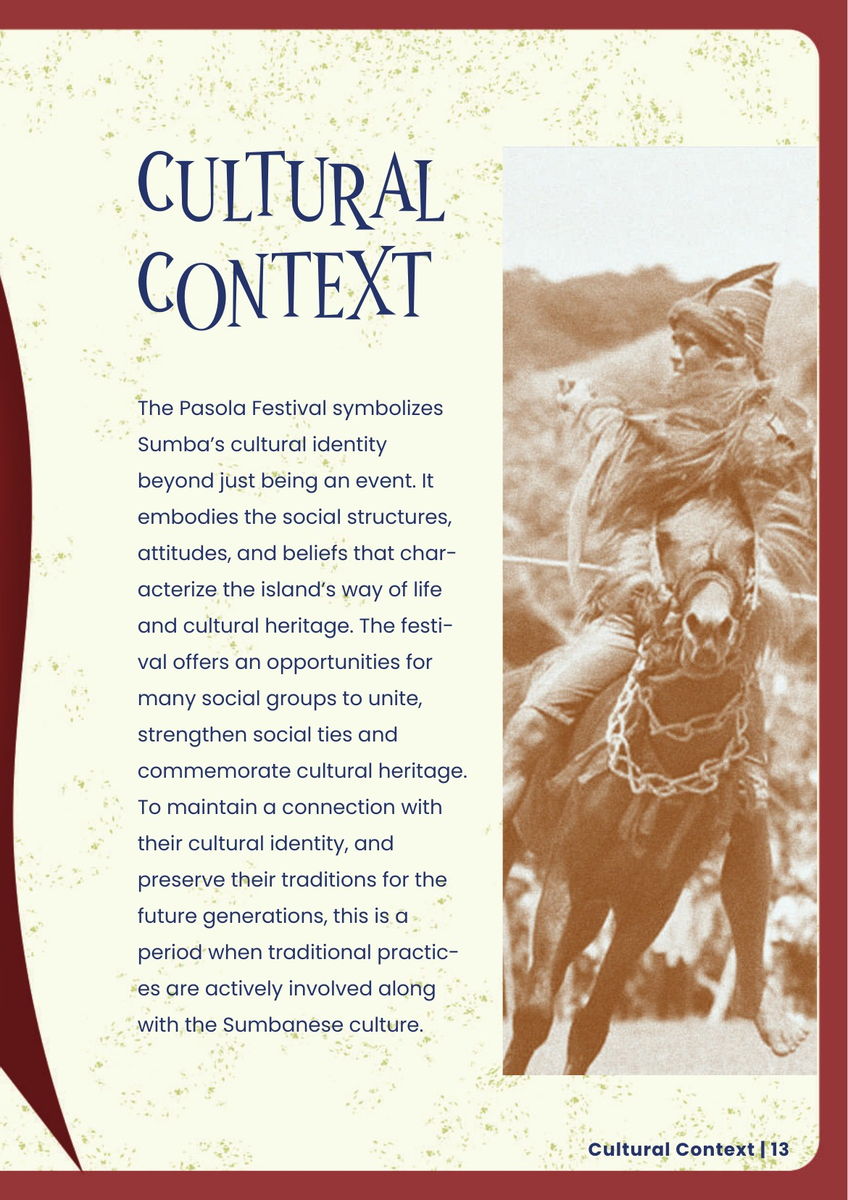 CULTURAL
CONTEXT
The Pasola Festival symbolizes
Sumba’s cultural identity
beyond just being an event. It
embodies the social structures,
attitudes, and beliefs that char-
acterize the island’s way of life
and cultural heritage. The festi-
val offers an opportunities for
many social groups to unite,
strengthen social ties and
commemorate cultural heritage.
To maintain a connection with
their cultural identity, and
preserve their traditions for the
future generations, this is a
period when traditional practic-
es are actively involved along
with the Sumbanese culture.
Cultural Context | 13